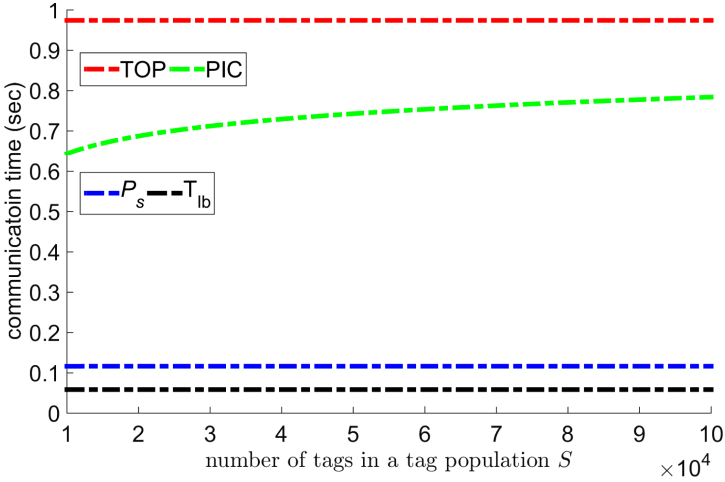 communicatoin time (sec)
1
0.9
0.8
0.7
0.6
0.5
0.4
0.3
0.2
0.1
0
TOP PIC
P_s T_lb
1 2 3 4 5 6 7 8 9 10
number of tags in a tag population S
×10^4